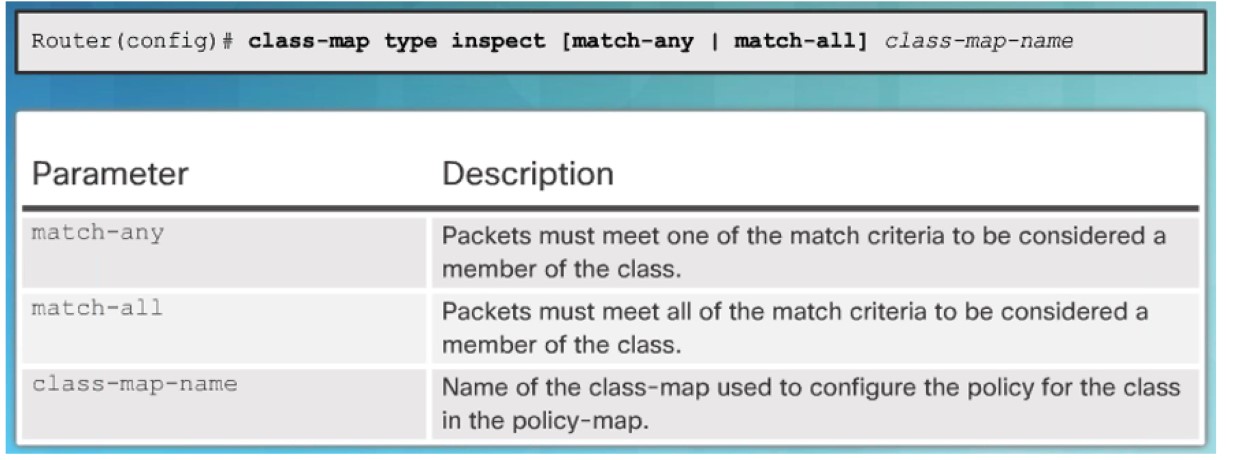 Router(config)# class-map type inspect [match-any | match-all] class-map-name
Parameter Description
match-any Packets must meet one of the match criteria to be considered a
member of the class.
match-all Packets must meet all of the match criteria to be considered a
member of the class.
class-map-name Name of the class-map used to configure the policy for the class
in the policy-map.